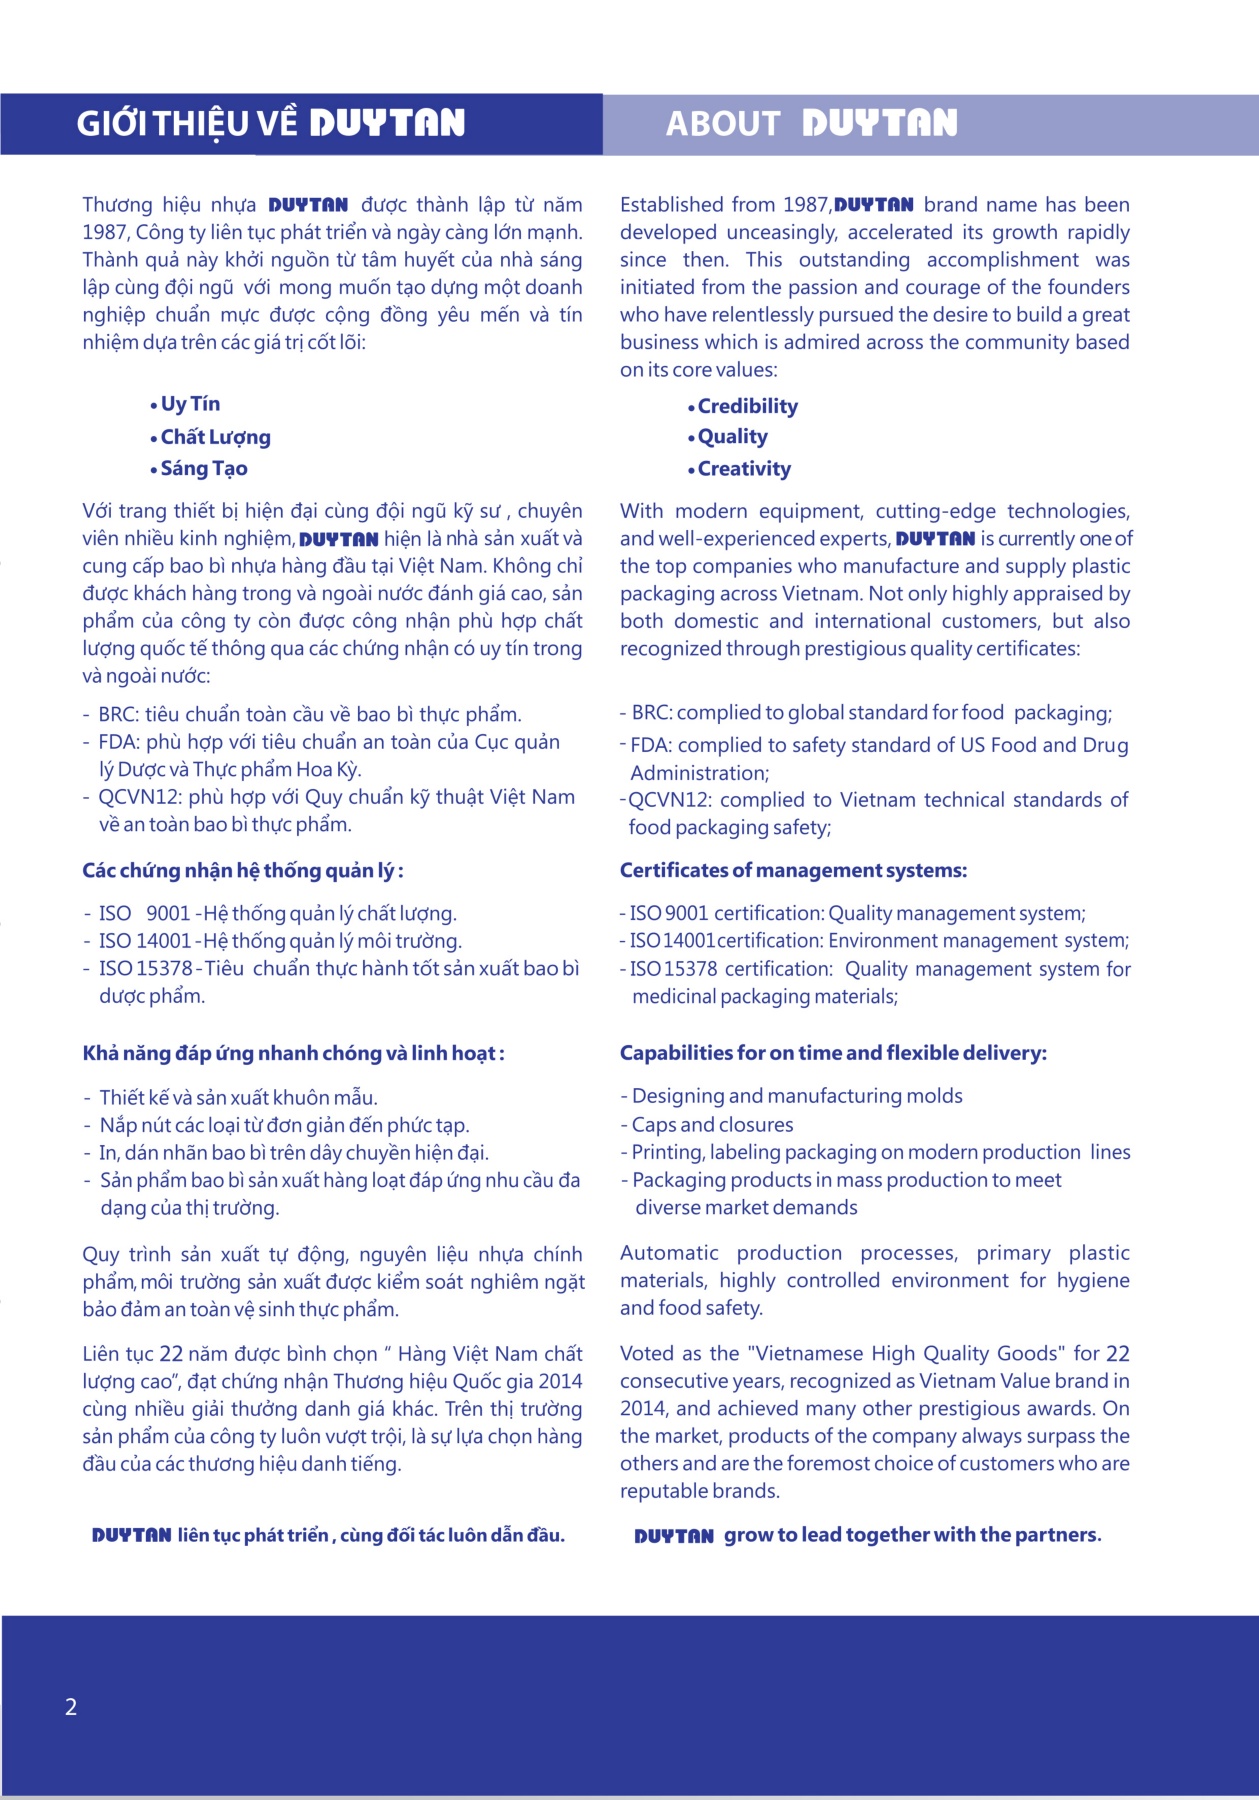 GIỚI THIỆU VỀ DUYTAN
Thương hiệu nhựa DUYTAN được thành lập từ năm
1987, Công ty liên tục phát triển và ngày càng lớn mạnh.
Thành quả này khởi nguồn từ tâm huyết của nhà sáng
lập cùng đội ngũ với mong muốn tạo dựng một doanh
nghiệp chuẩn mực được cộng đồng yêu mến và tín
nhiệm dựa trên các giá trị cốt lõi:
• Uy Tín
• Chất Lượng
• Sáng Tạo
Với trang thiết bị hiện đại cùng đội ngũ kỹ sư , chuyên
viên nhiều kinh nghiệm, DUYTAN hiện là nhà sản xuất và
cung cấp bao bì nhựa hàng đầu tại Việt Nam. Không chỉ
được khách hàng trong và ngoài nước đánh giá cao, sản
phẩm của công ty còn được công nhận phù hợp chất
lượng quốc tế thông qua các chứng nhận có uy tín trong
và ngoài nước:
- BRC: tiêu chuẩn toàn cầu về bao bì thực phẩm.
- FDA: phù hợp với tiêu chuẩn an toàn của Cục quản
lý Dược và Thực phẩm Hoa Kỳ.
- QCVN12: phù hợp với Quy chuẩn kỹ thuật Việt Nam
về an toàn bao bì thực phẩm.
Các chứng nhận hệ thống quản lý :
- ISO 9001 -Hệ thống quản lý chất lượng.
- ISO 14001 -Hệ thống quản lý môi trường.
- ISO 15378 -Tiêu chuẩn thực hành tốt sản xuất bao bì
dược phẩm.
Khả năng đáp ứng nhanh chóng và linh hoạt :
- Thiết kế và sản xuất khuôn mẫu.
- Nắp nút các loại từ đơn giản đến phức tạp.
- In, dán nhãn bao bì trên dây chuyền hiện đại.
- Sản phẩm bao bì sản xuất hàng loạt đáp ứng nhu cầu đa
dạng của thị trường.
Quy trình sản xuất tự động, nguyên liệu nhựa chính
phẩm, môi trường sản xuất được kiểm soát nghiêm ngặt
bảo đảm an toàn vệ sinh thực phẩm.
Liên tục 22 năm được bình chọn “ Hàng Việt Nam chất
lượng cao”, đạt chứng nhận Thương hiệu Quốc gia 2014
cùng nhiều giải thưởng danh giá khác. Trên thị trường
sản phẩm của công ty luôn vượt trội, là sự lựa chọn hàng
đầu của các thương hiệu danh tiếng.
DUYTAN liên tục phát triển , cùng đối tác luôn dẫn đầu.
ABOUT DUYTAN
Established from 1987,DUYTAN brand name has been
developed unceasingly, accelerated its growth rapidly
since then. This outstanding accomplishment was
initiated from the passion and courage of the founders
who have relentlessly pursued the desire to build a great
business which is admired across the community based
on its core values:
• Credibility
• Quality
• Creativity
With modern equipment, cutting-edge technologies,
and well-experienced experts, DUYTAN is currently one of
the top companies who manufacture and supply plastic
packaging across Vietnam. Not only highly appraised by
both domestic and international customers, but also
recognized through prestigious quality certificates:
- BRC: complied to global standard for food packaging;
- FDA: complied to safety standard of US Food and Drug
Administration;
-QCVN12: complied to Vietnam technical standards of
food packaging safety;
Certificates of management systems:
- ISO 9001 certification: Quality management system;
- ISO 14001 certification: Environment management system;
- ISO 15378 certification: Quality management system for
medicinal packaging materials;
Capabilities for on time and flexible delivery:
- Designing and manufacturing molds
- Caps and closures
- Printing, labeling packaging on modern production lines
- Packaging products in mass production to meet
diverse market demands
Automatic production processes, primary plastic
materials, highly controlled environment for hygiene
and food safety.
Voted as the "Vietnamese High Quality Goods" for 22
consecutive years, recognized as Vietnam Value brand in
2014, and achieved many other prestigious awards. On
the market, products of the company always surpass the
others and are the foremost choice of customers who are
reputable brands.
DUYTAN grow to lead together with the partners.
2